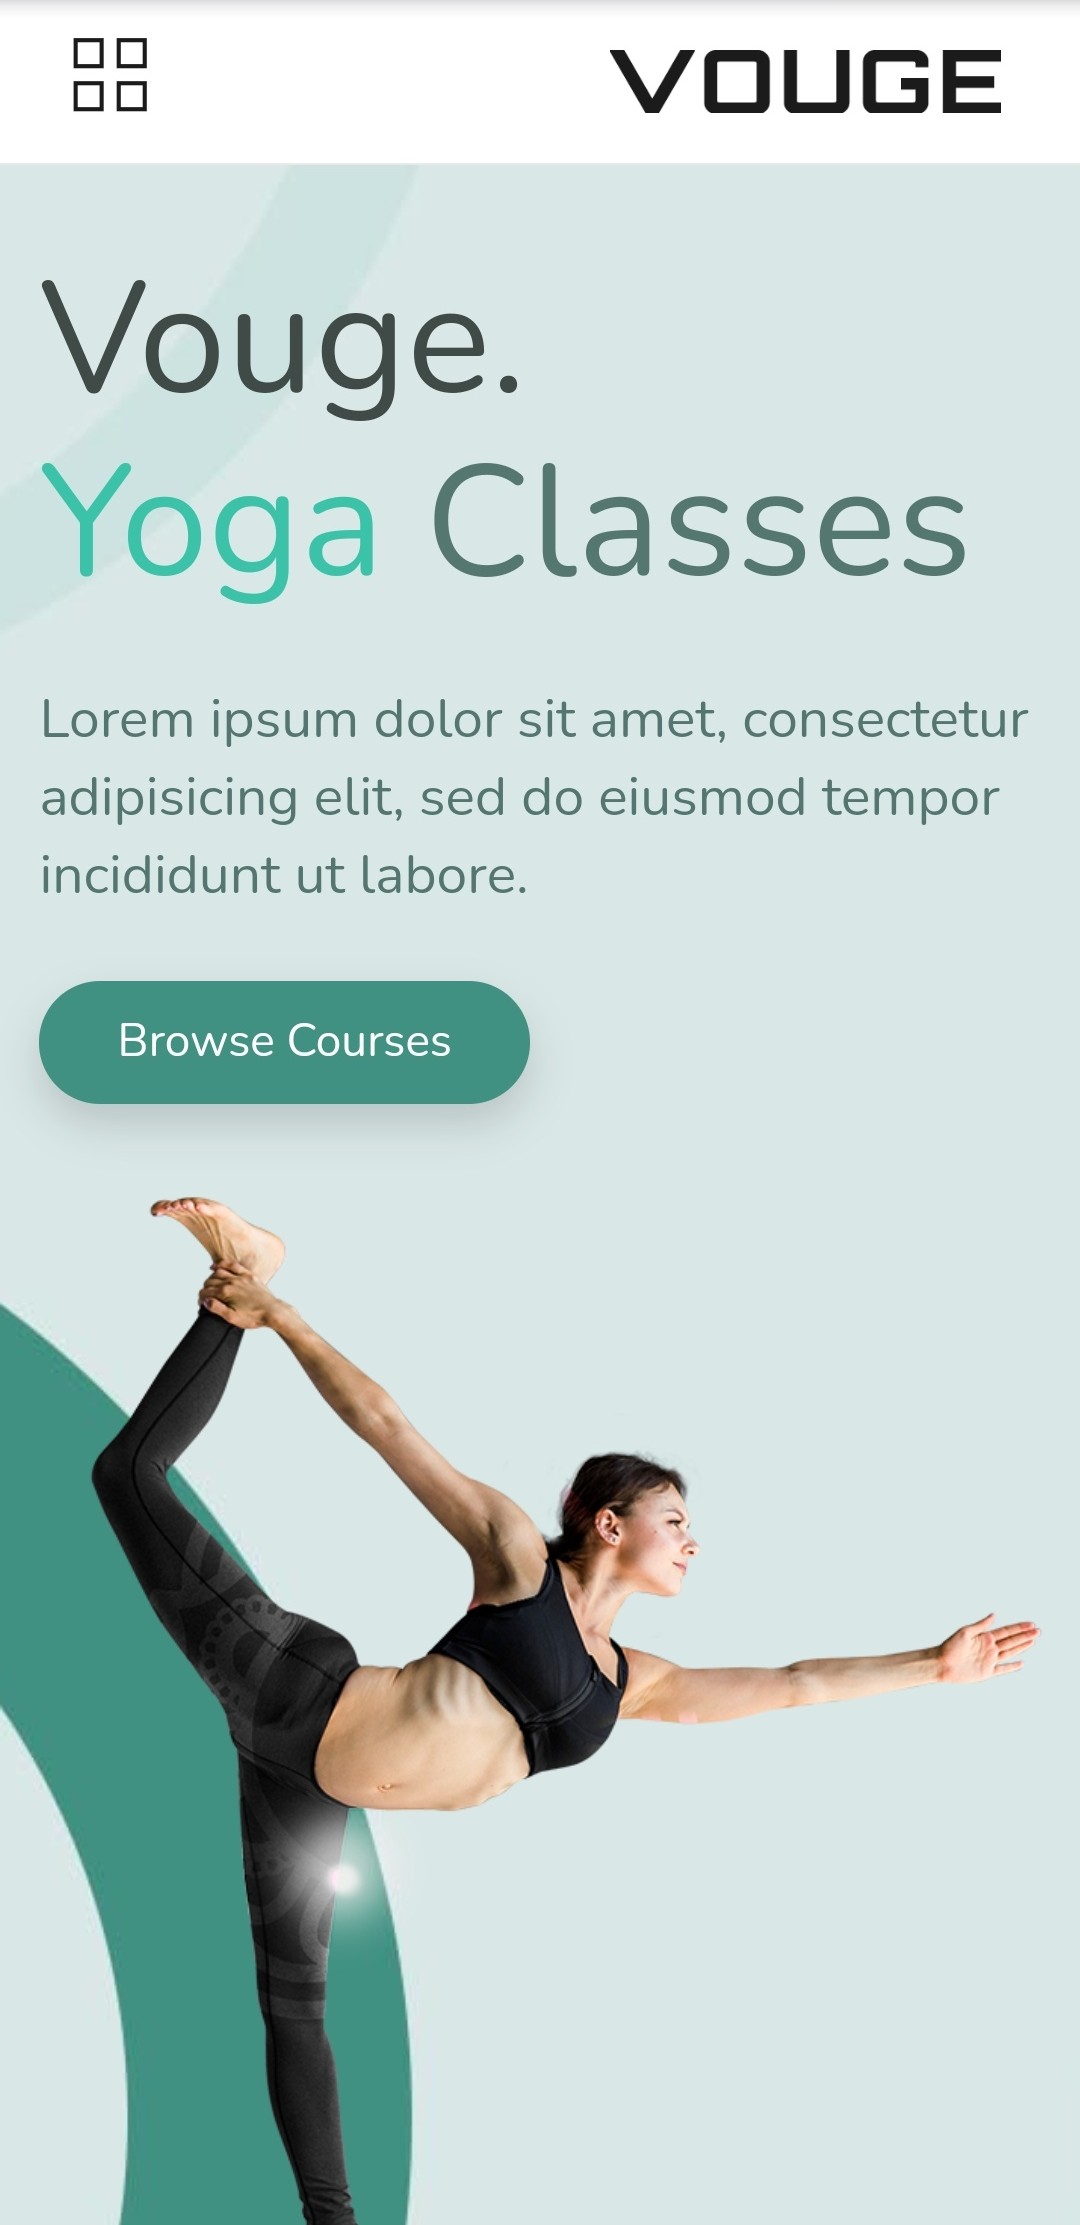 VOUGE
Vouge.
Yoga Classes
Lorem ipsum dolor sit amet, consectetur
adipisicing elit, sed do eiusmod tempor
incididunt ut labore.
Browse Courses